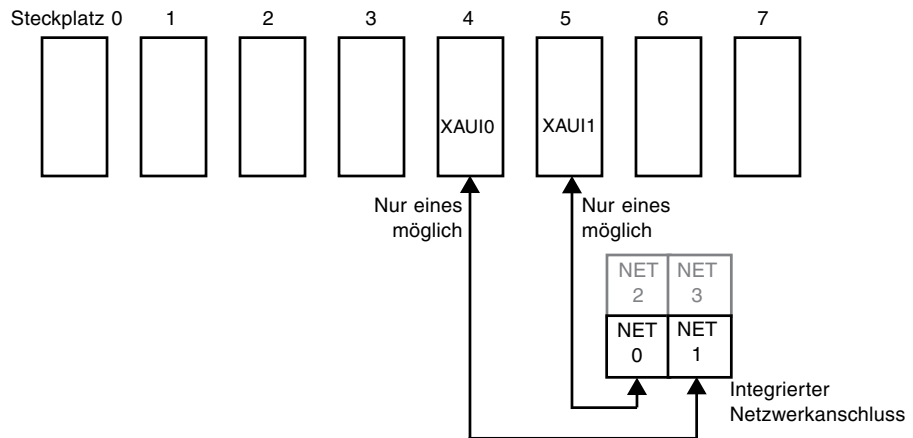 Steckplatz 0 1 2 3 4 5 6 7
XAUI0 XAUI1
Nur eines
möglich
Nur eines
möglich
NET
2
NET
3
NET
0
NET
1
Integrierter
Netzwerkanschluss